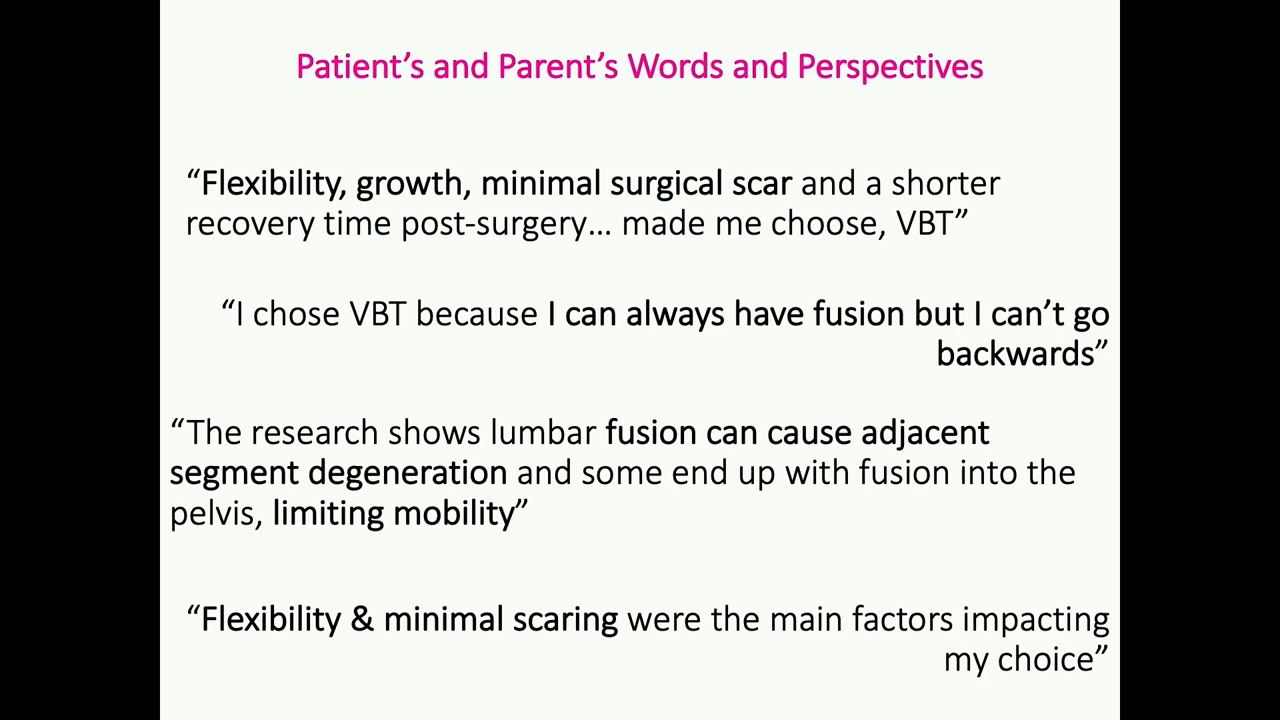 Patient’s and Parent’s Words and Perspectives
“Flexibility, growth, minimal surgical scar and a shorter
recovery time post-surgery… made me choose, VBT”
“I chose VBT because I can always have fusion but I can’t go
backwards”
“The research shows lumbar fusion can cause adjacent
segment degeneration and some end up with fusion into the
pelvis, limiting mobility”
“Flexibility & minimal scaring were the main factors impacting
my choice”